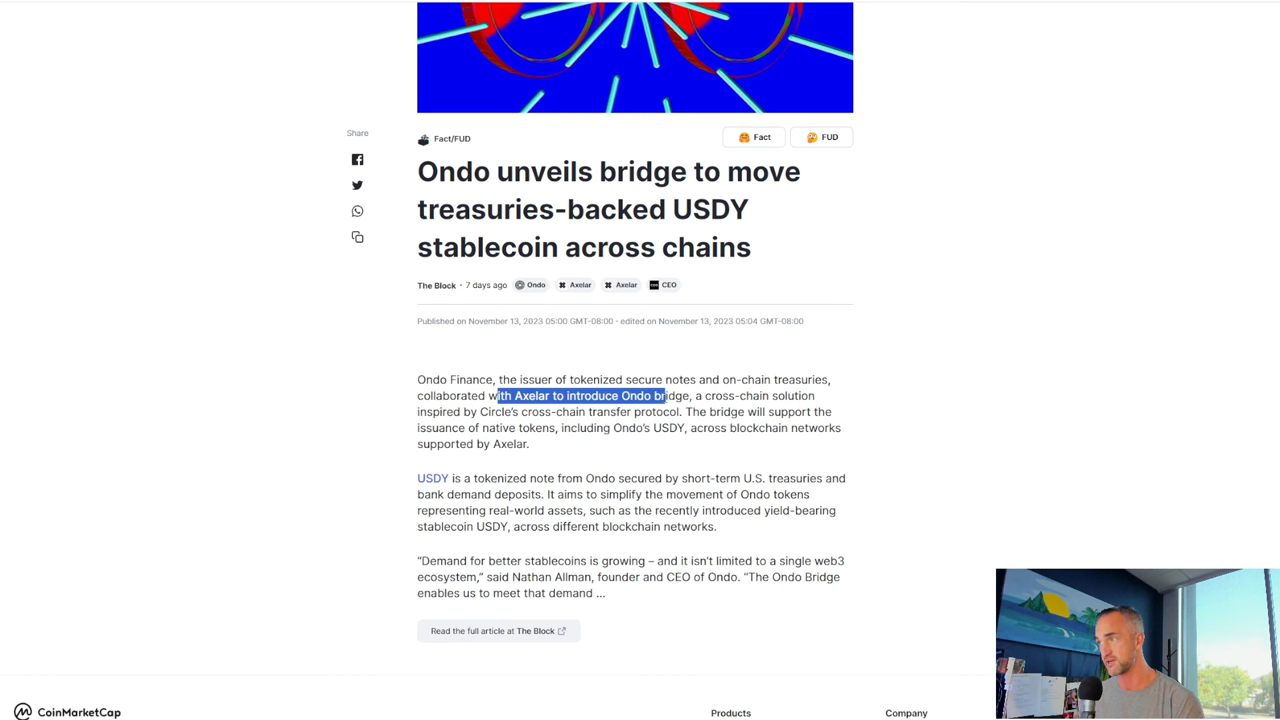 Share
Fact/FUD
Fact
FUD
Ondo unveils bridge to move
treasuries-backed USDY
stablecoin across chains
The Block · 7 days ago Ondo Axelar Axelar CEO
Published on November 13, 2023 05:00 GMT-08:00 · edited on November 13, 2023 05:04 GMT-08:00
Ondo Finance, the issuer of tokenized secure notes and on-chain treasuries,
collaborated with Axelar to introduce Ondo bridge, a cross-chain solution
inspired by Circle’s cross-chain transfer protocol. The bridge will support the
issuance of native tokens, including Ondo’s USDY, across blockchain networks
supported by Axelar.
USDY is a tokenized note from Ondo secured by short-term U.S. treasuries and
bank demand deposits. It aims to simplify the movement of Ondo tokens
representing real-world assets, such as the recently introduced yield-bearing
stablecoin USDY, across different blockchain networks.
“Demand for better stablecoins is growing – and it isn’t limited to a single web3
ecosystem,” said Nathan Allman, founder and CEO of Ondo. “The Ondo Bridge
enables us to meet that demand ...
Read the full article at The Block
CoinMarketCap
Products
Company